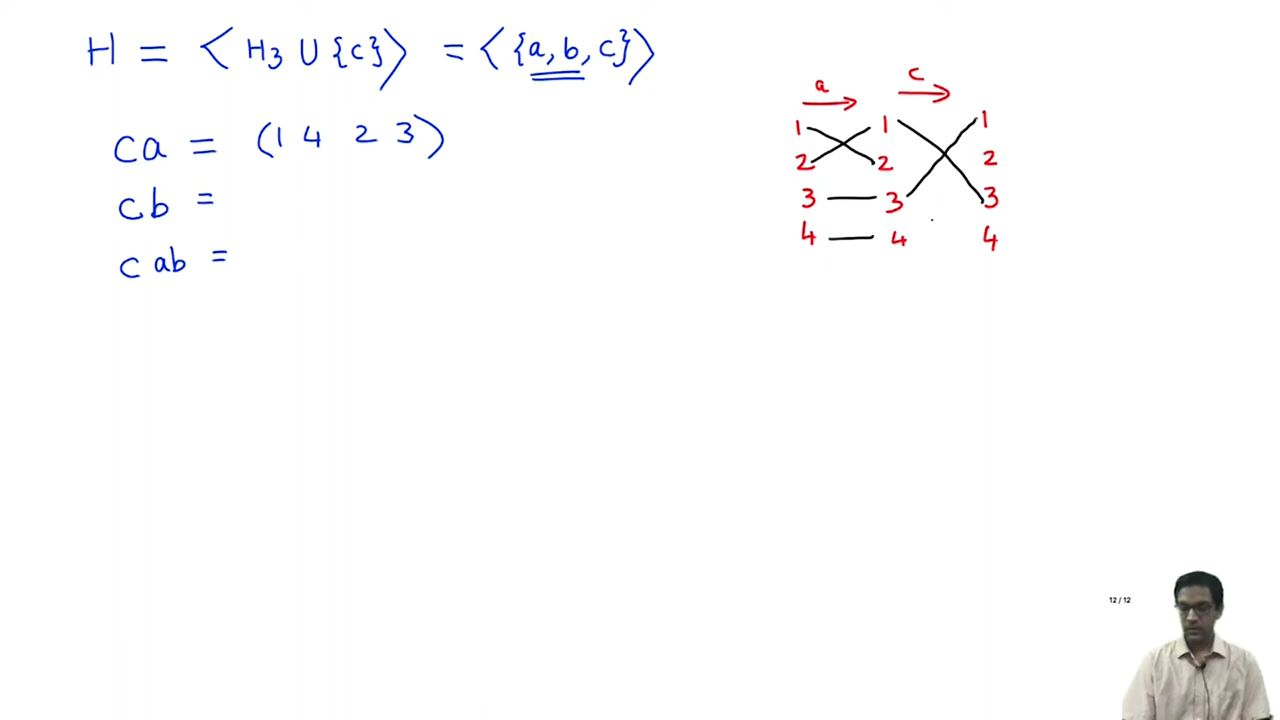 H = ⟨ H₃ ∪ {c} ⟩ = ⟨ {a, b, c} ⟩
ca = (1 4 2 3)
cb =
c ab =
a c
1 1 1
2 2 2
3 3 3
4 4 4
12 / 12